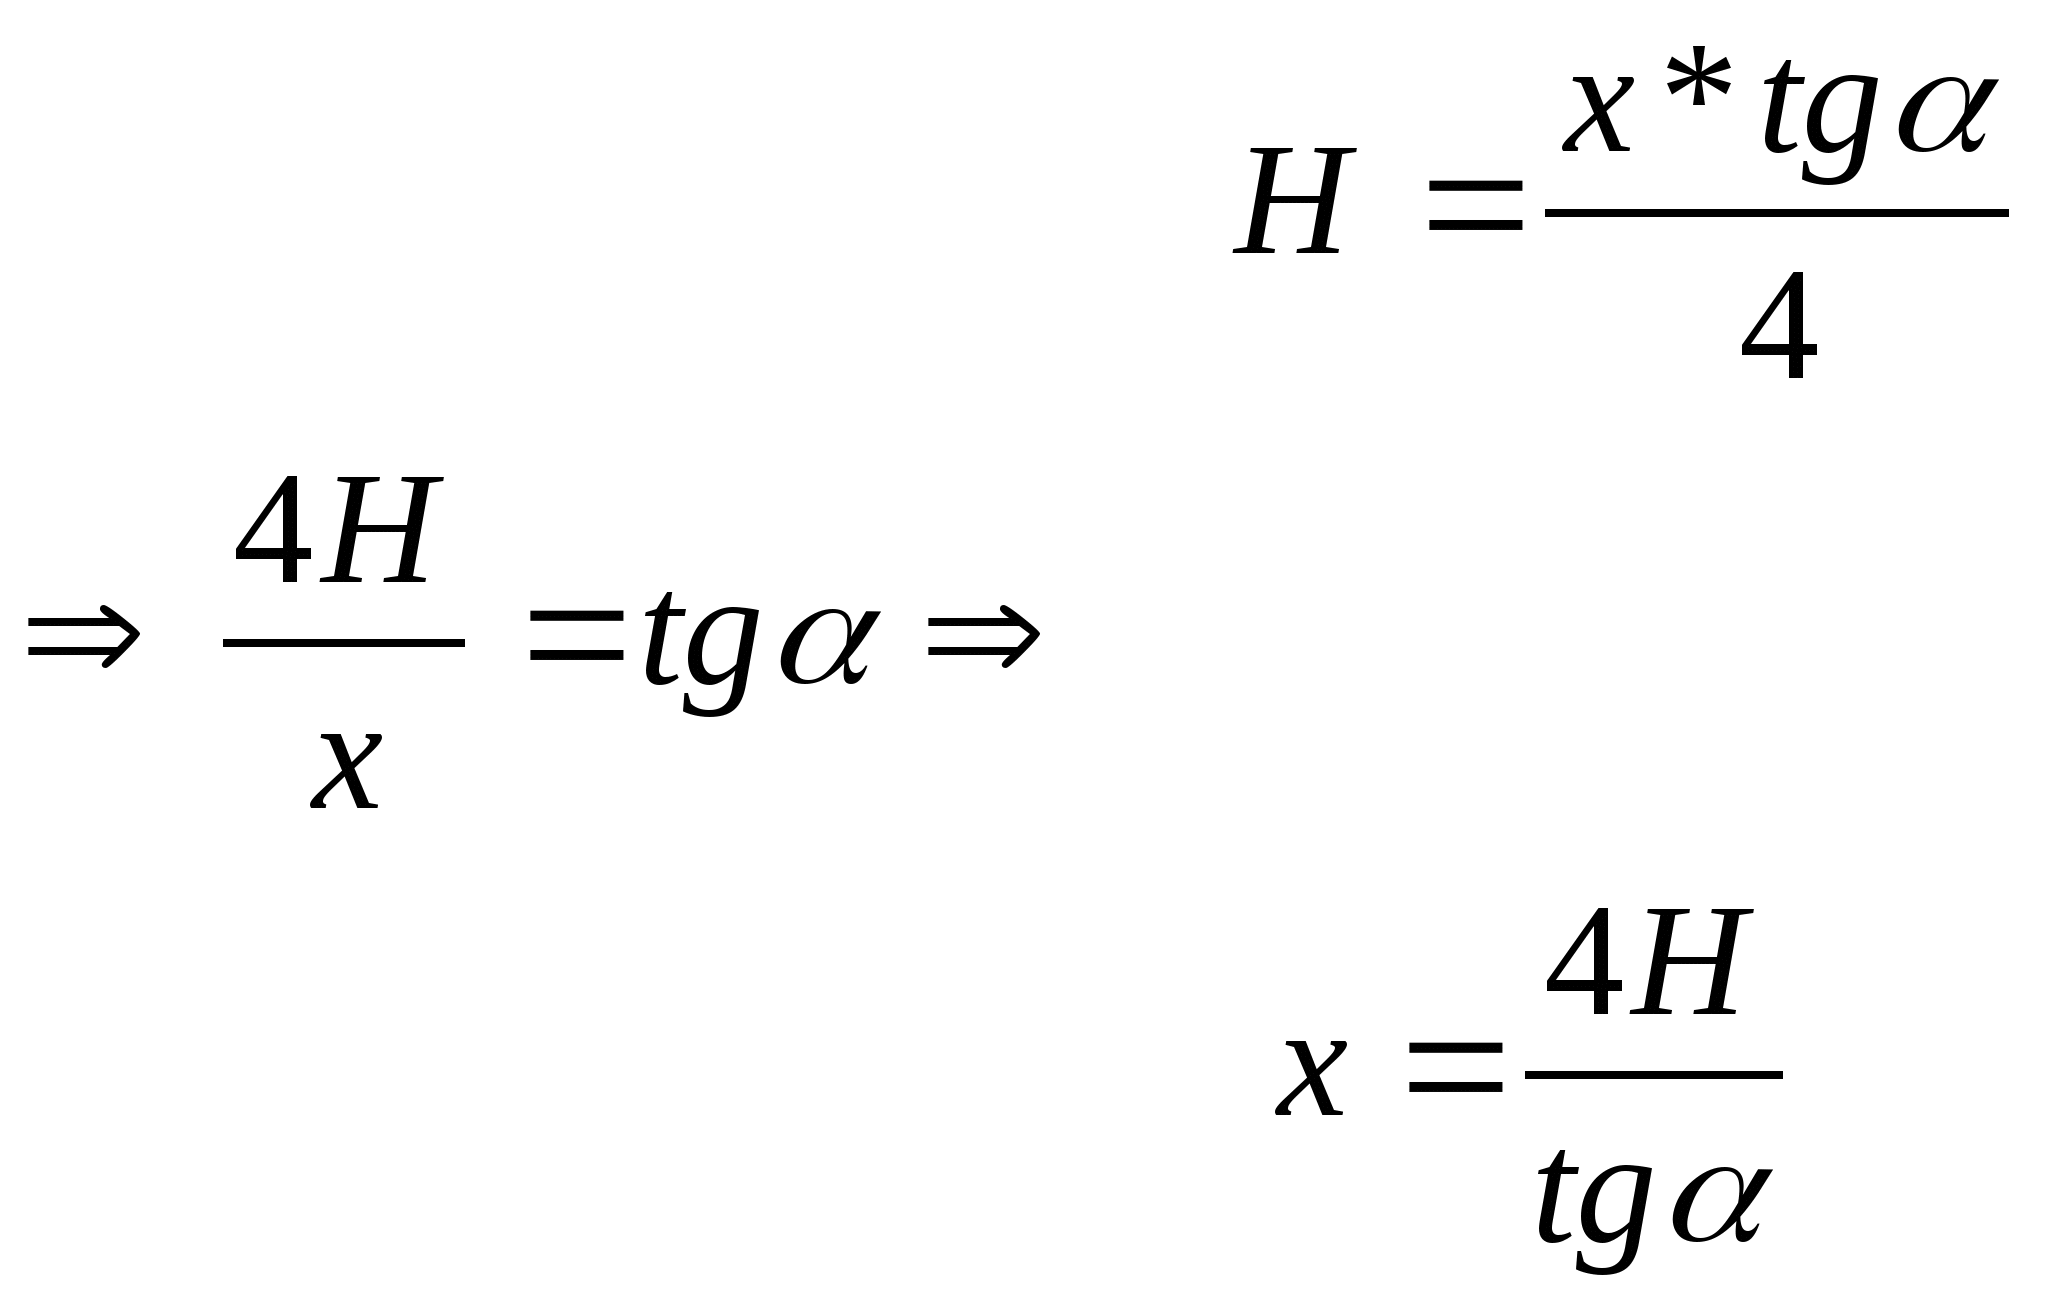 H = x * tgα / 4
⇒ 4H / x = tgα ⇒
x = 4H / tgα